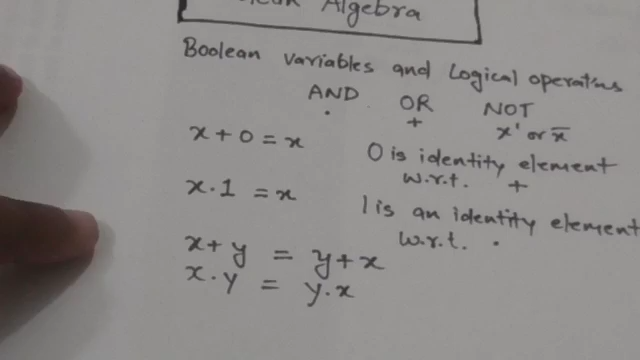 Algebra
Boolean variables and Logical operations
AND OR NOT
. + x' or x̅
x + 0 = x 0 is identity element
w.r.t. +
x . 1 = x 1 is an identity element
w.r.t. .
x + y = y + x
x . y = y . x